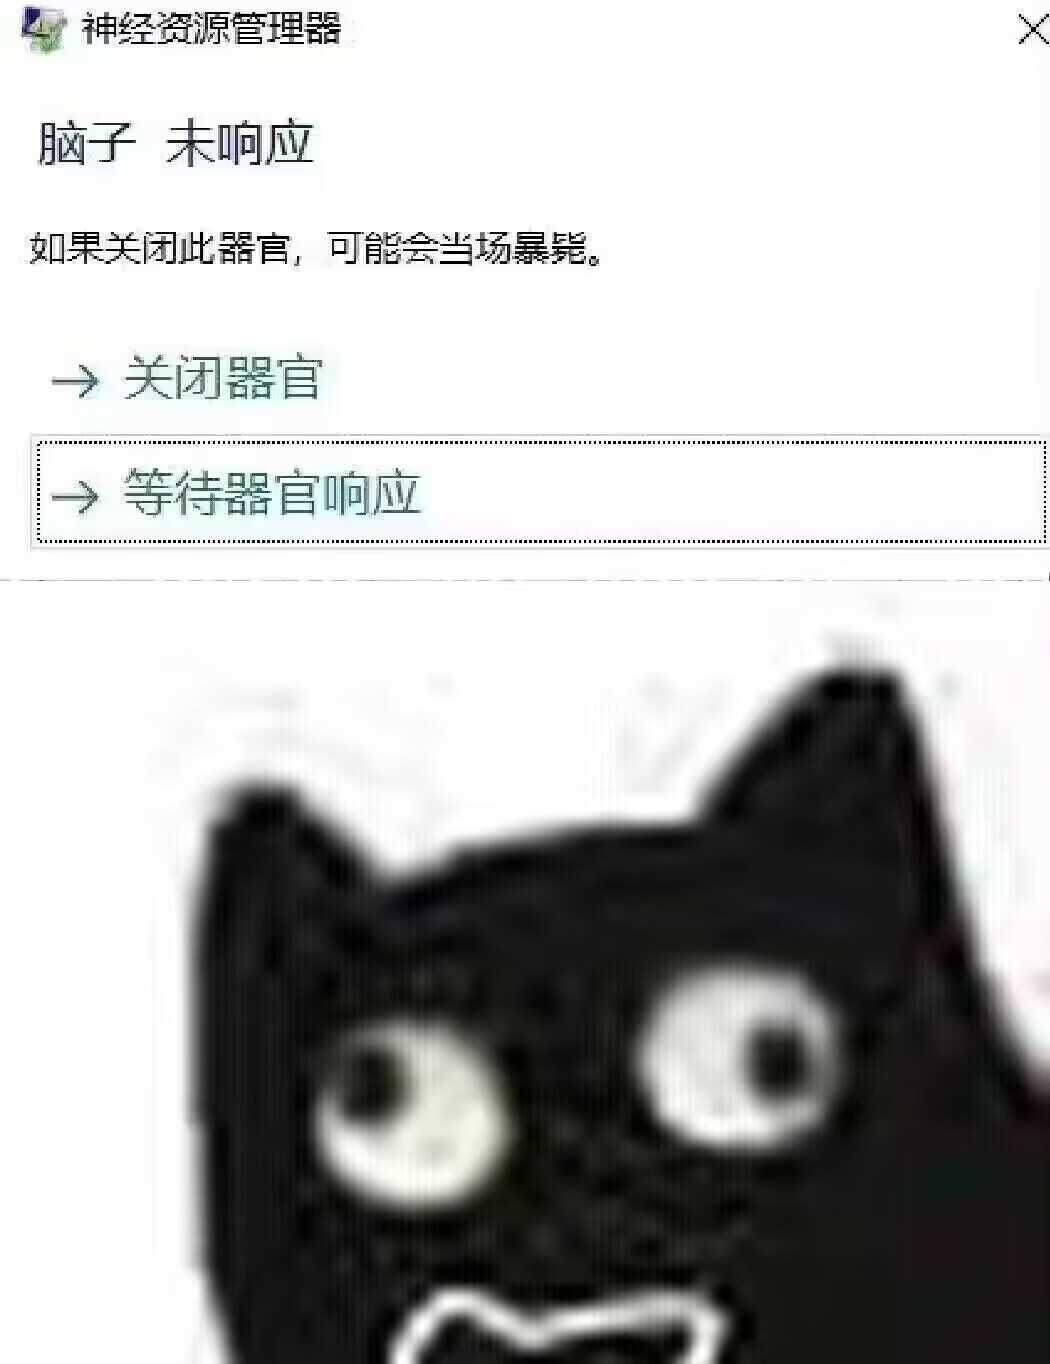 神经资源管理器
脑子 未响应
如果关闭此器官，可能会当场暴毙。
→ 关闭器官
→ 等待器官响应